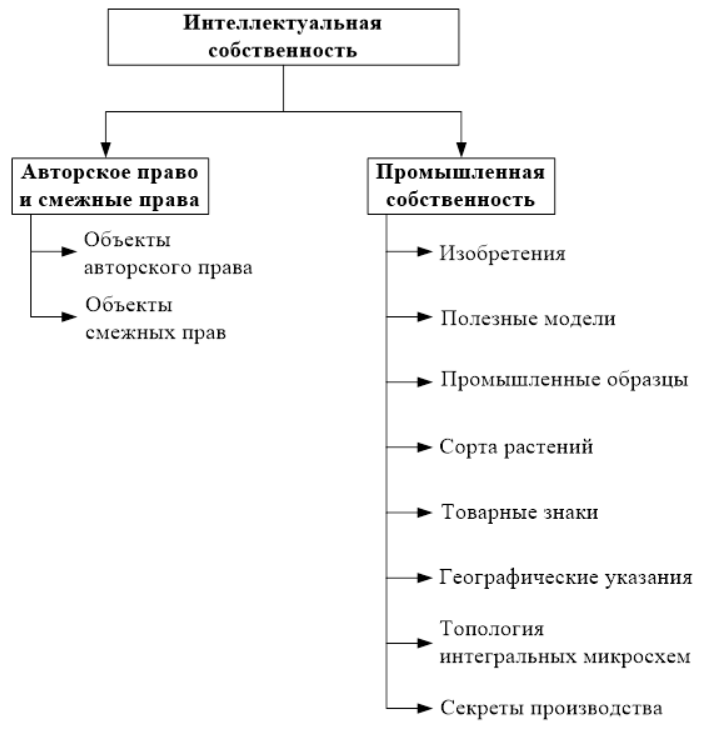 Интеллектуальная
собственность
Авторское право
и смежные права
Объекты
авторского права
Объекты
смежных прав
Промышленная
собственность
Изобретения
Полезные модели
Промышленные образцы
Сорта растений
Товарные знаки
Географические указания
Топология
интегральных микросхем
Секреты производства